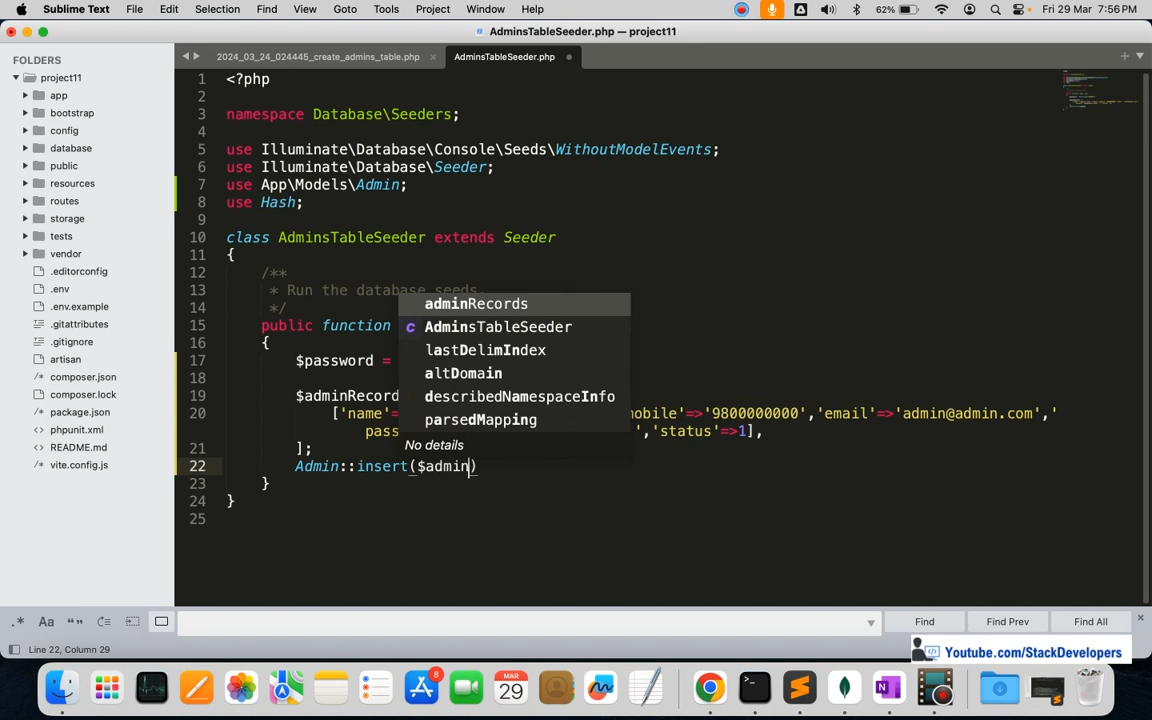 Sublime Text File Edit Selection Find View Goto Tools Project Window Help 62% Fri 29 Mar 7:56 PM
AdminsTableSeeder.php — project11
FOLDERS
project11
app
bootstrap
config
database
public
resources
routes
storage
tests
vendor
.editorconfig
.env
.env.example
.gitattributes
.gitignore
artisan
composer.json
composer.lock
package.json
phpunit.xml
README.md
vite.config.js
2024_03_24_024445_create_admins_table.php × AdminsTableSeeder.php
1 <?php
2
3 namespace Database\Seeders;
4
5 use Illuminate\Database\Console\Seeds\WithoutModelEvents;
6 use Illuminate\Database\Seeder;
7 use App\Models\Admin;
8 use Hash;
9
10 class AdminsTableSeeder extends Seeder
11 {
12 /**
13 * Run the database seeds.
14 */
15 public function
16 {
17 $password =
18
19 $adminRecord
20 ['name'= mobile'=>'9800000000','email'=>'admin@admin.com','
pass ','status'=>1],
21 ];
22 Admin::insert($admin)
23 }
24 }
25
adminRecords
c AdminsTableSeeder
lastDelimIndex
altDomain
describedNamespaceInfo
parsedMapping
No details
.* Aa “” Find Find Prev Find All ×
Line 22, Column 29
Youtube.com/StackDevelopers
8
MAR
29